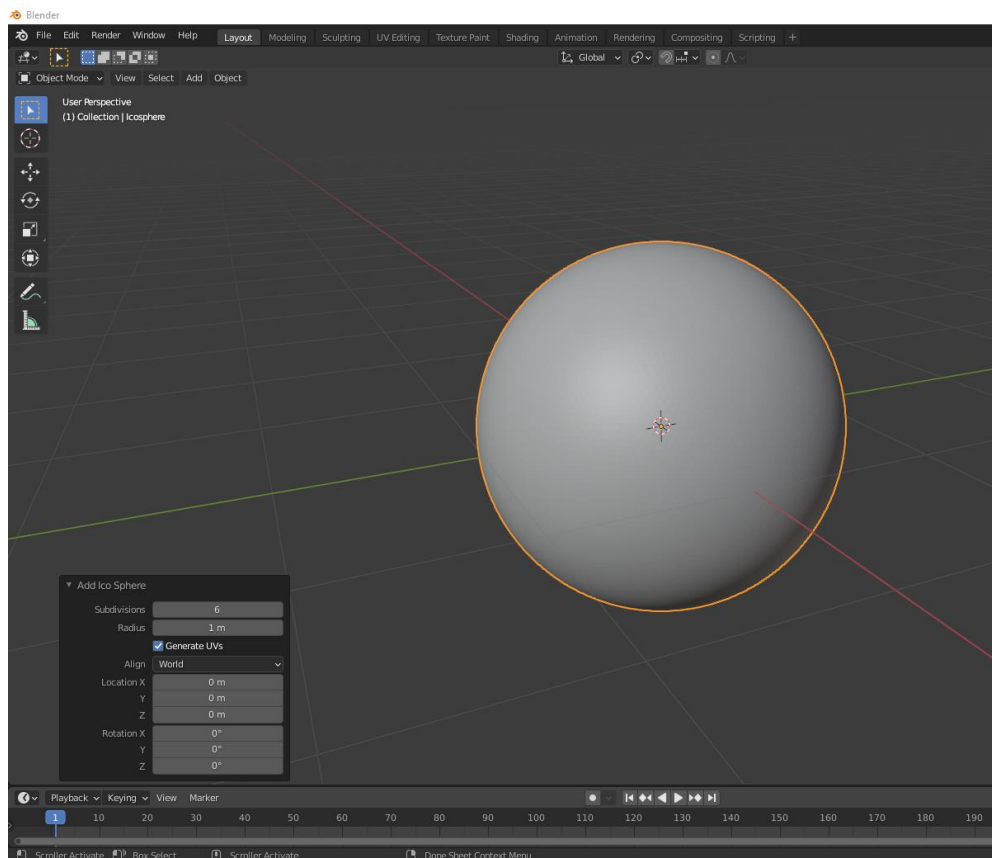 Blender
File Edit Render Window Help Layout Modeling Sculpting UV Editing Texture Paint Shading Animation Rendering Compositing Scripting +
Global
Object Mode View Select Add Object
User Perspective
(1) Collection | Icosphere
Add Ico Sphere
Subdivisions 6
Radius 1 m
Generate UVs
Align World
Location X 0 m
Y 0 m
Z 0 m
Rotation X 0°
Y 0°
Z 0°
Playback Keying View Marker
1 10 20 30 40 50 60 70 80 90 100 110 120 130 140 150 160 170 180 190
Scroller Activate Box Select Scroller Activate Dope Sheet Context Menu